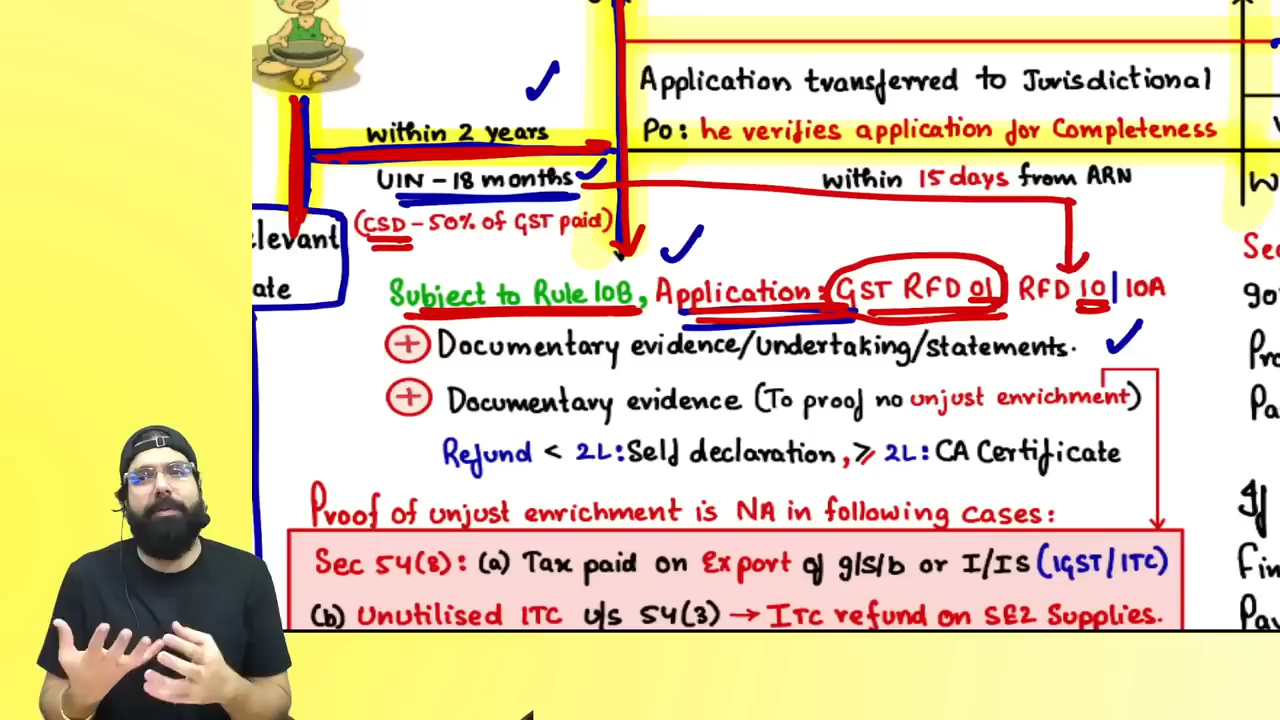 Application transferred to Jurisdictional
PO: he verifies application for Completeness
within 2 years
UIN - 18 months
within 15 days from ARN
(CSD - 50% of GST paid)
elevant
ate
Subject to Rule 10B, Application: GST RFD 01 RFD 10|10A
+ Documentary evidence/undertaking/statements.
+ Documentary evidence (To proof no unjust enrichment)
Refund < 2L: Self declaration, ≥ 2L: CA Certificate
Proof of unjust enrichment is NA in following cases:
Sec 54(8): (a) Tax paid on Export of g/s/b or I/IS (IGST/ITC)
(b) Unutilised ITC u/s 54(3) → ITC refund on SEZ Supplies.
If